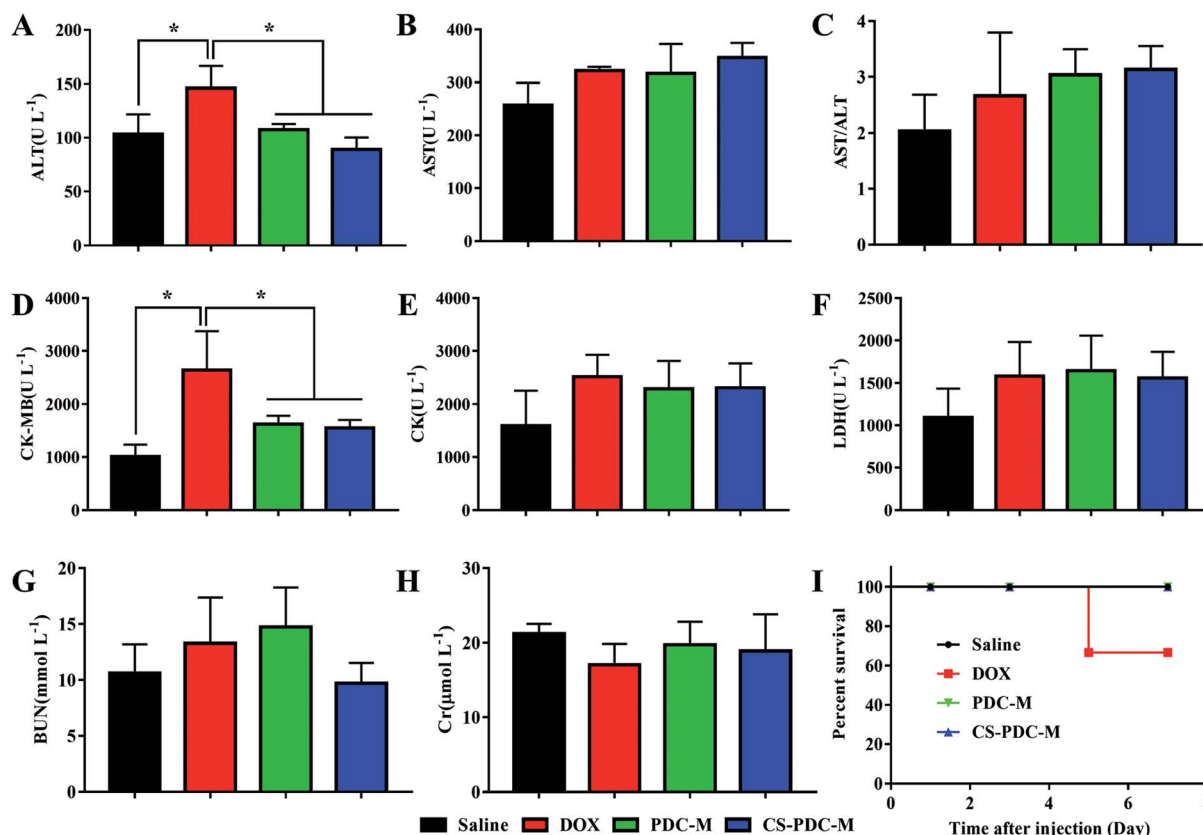 A
ALT(U L⁻¹)
200
150
100
50
0
*
*
B
AST(U L⁻¹)
400
300
200
100
0
C
AST/ALT
4
3
2
1
0
D
CK-MB(U L⁻¹)
4000
3000
2000
1000
0
*
*
E
CK(U L⁻¹)
4000
3000
2000
1000
0
F
LDH(U L⁻¹)
2500
2000
1500
1000
500
0
G
BUN(mmol L⁻¹)
20
15
10
5
0
H
Cr(μmol L⁻¹)
30
20
10
0
I
Percent survival
100
80
60
40
20
0
Saline
DOX
PDC-M
CS-PDC-M
0 2 4 6
Time after injection (Day)
Saline DOX PDC-M CS-PDC-M